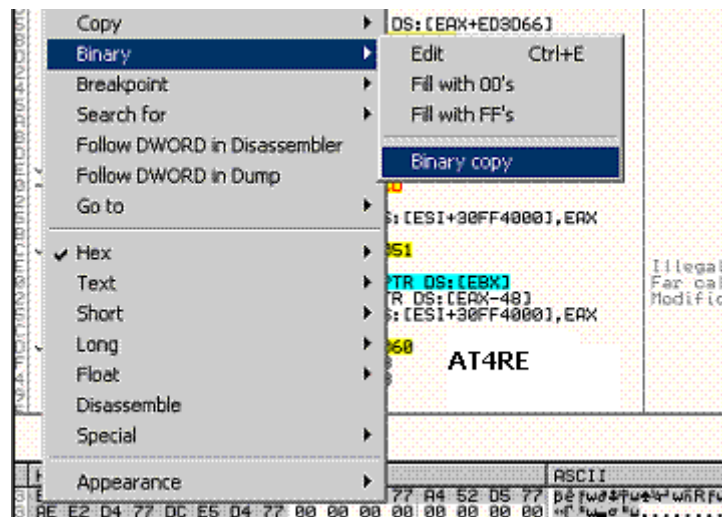 Copy
DS:[EAX+ED3D66]
Binary
Edit Ctrl+E
Breakpoint
Fill with 00's
Search for
Fill with FF's
Follow DWORD in Disassembler
Binary copy
Follow DWORD in Dump
Go to
S:[ESI+30FF4000],EAX
Hex
051
Illegal
Text
PTR DS:[EBX]
Far cal
Short
TR DS:[EAX-48]
Modific
S:[ESI+30FF4000],EAX
Long
060
Float
AT4RE
Disassemble
Special
Appearance
ASCII
77 A4 52 D5 77
AE E2 D4 77 DC E5 D4 77 00 00 00 00 00 00 00 00